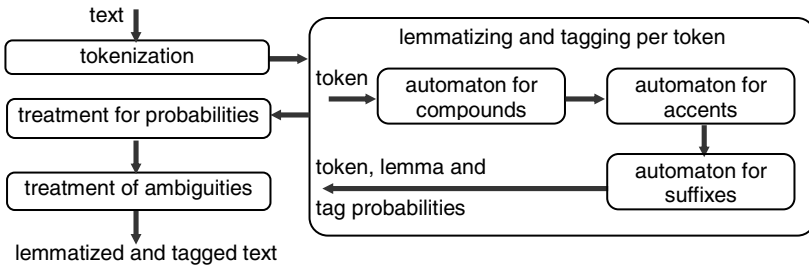 text
tokenization
lemmatizing and tagging per token
token
automaton for
compounds
automaton for
accents
treatment for probabilities
token, lemma and
tag probabilities
automaton for
suffixes
treatment of ambiguities
lemmatized and tagged text